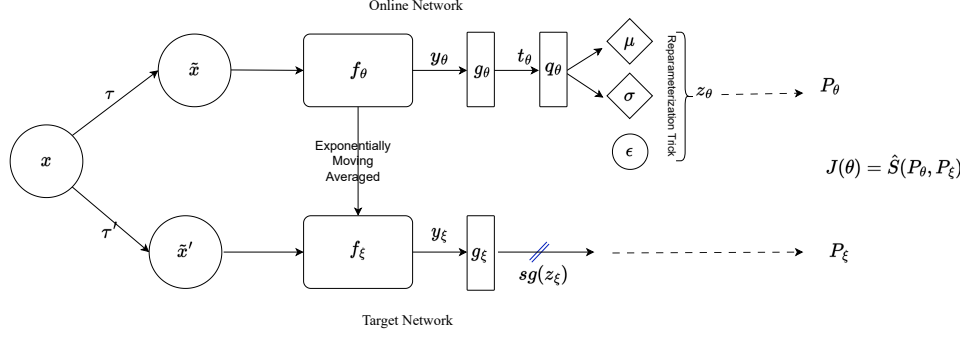 Online Network
x
τ
x̃
f_θ
y_θ
g_θ
t_θ
q_θ
μ
σ
ϵ
Reparameterization Trick
z_θ
P_θ
Exponentially
Moving
Averaged
J(θ) = Ŝ(P_θ, P_ξ)
τ′
x̃′
f_ξ
y_ξ
g_ξ
sg(z_ξ)
P_ξ
Target Network